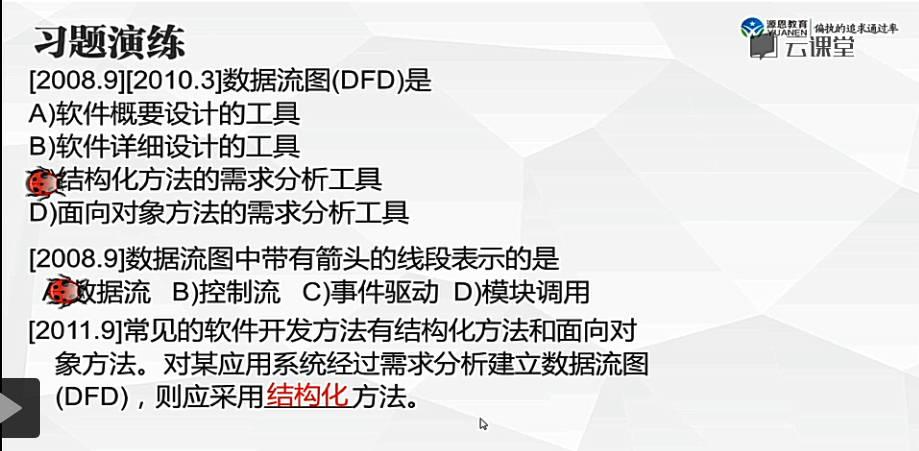 习题演练
源恩教育 YUANEN 偏执的追求通过率
云课堂
[2008.9][2010.3]数据流图(DFD)是
A)软件概要设计的工具
B)软件详细设计的工具
结构化方法的需求分析工具
D)面向对象方法的需求分析工具
[2008.9]数据流图中带有箭头的线段表示的是
A 数据流 B)控制流 C)事件驱动 D)模块调用
[2011.9]常见的软件开发方法有结构化方法和面向对
象方法。对某应用系统经过需求分析建立数据流图
(DFD)，则应采用结构化方法。